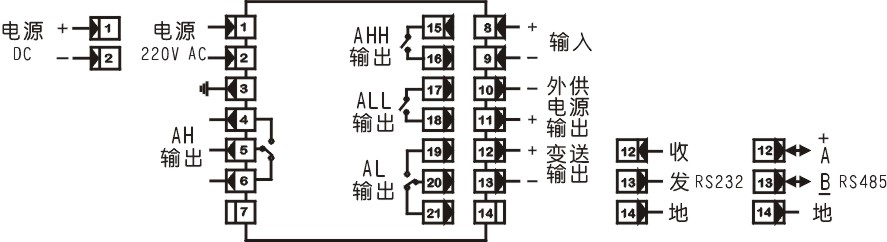 电源 + 1
DC − 2
电源 1
220V AC 2
3
4
AH 5
输出
6
7
15
AHH
输出 16
17
ALL
输出 18
19
AL 20
输出
21
8 + 输入
9 −
10 − 外供
电源
11 + 输出
12 + 变送
13 − 输出
14
12 收
13 发 RS232
14 地
12 + A
13 B RS485
14 地